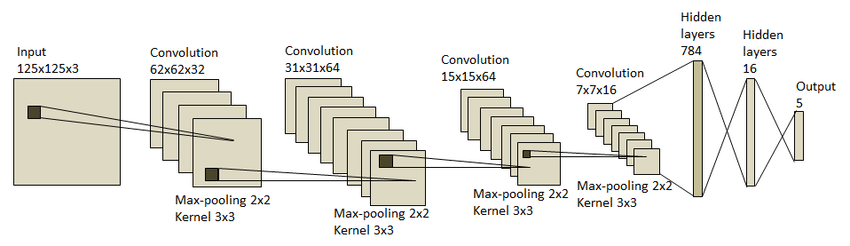 Input
125x125x3
Convolution
62x62x32
Max-pooling 2x2
Kernel 3x3
Convolution
31x31x64
Max-pooling 2x2
Kernel 3x3
Convolution
15x15x64
Max-pooling 2x2
Kernel 3x3
Convolution
7x7x16
Max-pooling 2x2
Kernel 3x3
Hidden
layers
784
Hidden
layers
16
Output
5